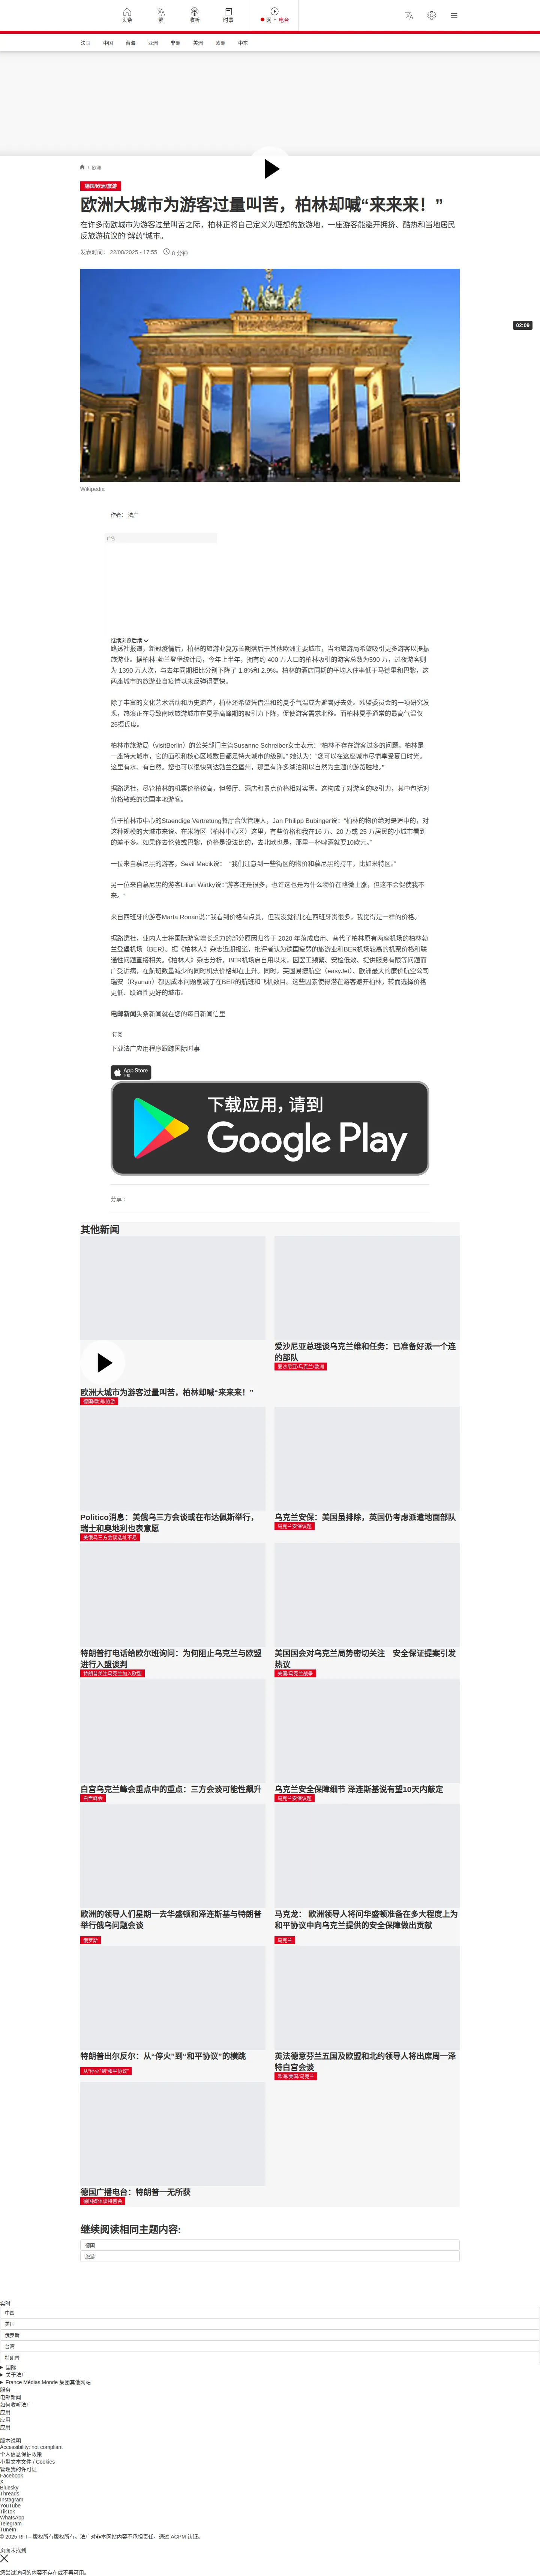 头条
繁
收听
时事
网上 电台
法国
中国
台海
亚洲
非洲
美洲
欧洲
中东
/ 欧洲
德国/欧洲/旅游
欧洲大城市为游客过量叫苦，柏林却喊“来来来！”
在许多南欧城市为游客过量叫苦之际，柏林正将自己定义为理想的旅游地，一座游客能避开拥挤、酷热和当地居民
反旅游抗议的“解药”城市。
发表时间： 22/08/2025 - 17:55
02:09
Wikipedia
作者： 法广
广告
继续浏览后续
路透社报道，新冠疫情后，柏林的旅游业复苏长期落后于其他欧洲主要城市，当地旅游局希望吸引更多游客以提振
旅游业。据柏林-勃兰登堡统计局，今年上半年，拥有约 400 万人口的柏林吸引的游客总数为590 万，过夜游客则
为 1390 万人次，与去年同期相比分别下降了 1.8%和 2.9%。柏林的酒店同期的平均入住率低于马德里和巴黎，这
两座城市的旅游业自疫情以来反弹得更快。
除了丰富的文化艺术活动和历史遗产，柏林还希望凭借温和的夏季气温成为避暑好去处。欧盟委员会的一项研究发
现，热浪正在导致南欧旅游城市在夏季高峰期的吸引力下降，促使游客需求北移。而柏林夏季通常的最高气温仅
25摄氏度。
柏林市旅游局（visitBerlin）的公关部门主管Susanne Schreiber女士表示：“柏林不存在游客过多的问题。柏林是
一座特大城市，它的面积和核心区域数目都是特大城市的级别。” 她认为：“您可以在这座城市尽情享受夏日时光。
这里有水，有自然。您也可以很快到达勃兰登堡州，那里有许多湖泊和以自然为主题的游览胜地。”
据路透社，尽管柏林的房租价格较高，但餐厅、酒店和景点价格相对实惠。这构成了对游客的吸引力，其中包括对
价格敏感的德国本地游客。
位于柏林市中心的Staendige Vertretung餐厅合伙管理人，Jan Philipp Bubinger说：“柏林的物价绝对是适中的，对
这种规模的大城市来说。在米特区（柏林中心区）这里，有些价格和我在16 万、20 万或 25 万居民的小城市看到
的差不多。如果你去伦敦或巴黎，价格是没法比的，去北欧也是，那里一杯啤酒就要10欧元。”
一位来自慕尼黑的游客，Sevil Mecik说： “我们注意到一些街区的物价和慕尼黑的持平，比如米特区。”
另一位来自慕尼黑的游客Lilian Wirtky说：“游客还是很多，也许这也是为什么物价在略微上涨，但这不会促使我不
来。”
来自西班牙的游客Marta Ronan说：“我看到价格有点贵，但我没觉得比在西班牙贵很多，我觉得是一样的价格。”
据路透社，业内人士将国际游客增长乏力的部分原因归咎于 2020 年落成启用、替代了柏林原有两座机场的柏林勃
兰登堡机场（BER）。据《柏林人》杂志近期报道，批评者认为德国疲弱的旅游业和BER机场较高的机票价格和联
通性问题直接相关。《柏林人》杂志分析，BER机场启自用以来，因罢工频繁、安检低效、提供服务有限等问题而
广受诟病，在航班数量减少的同时机票价格却在上升。同时，英国易捷航空（easyJet）、欧洲最大的廉价航空公司
瑞安（Ryanair）都因成本问题削减了在BER的航班和飞机数目。这些因素使得潜在游客避开柏林，转而选择价格
更低、联通性更好的城市。
电邮新闻头条新闻就在您的每日新闻信里
订阅
下载法广应用程序跟踪国际时事
App Store
下载应用，请到
Google Play
分享 :
其他新闻
欧洲大城市为游客过量叫苦，柏林却喊“来来来！”
德国/欧洲/旅游
爱沙尼亚总理谈乌克兰维和任务：已准备好派一个连
的部队
爱沙尼亚/乌克兰/欧洲
Politico消息：美俄乌三方会谈或在布达佩斯举行，
瑞士和奥地利也表意愿
美俄乌三方会谈选址不易
乌克兰安保：美国虽排除，英国仍考虑派遣地面部队
乌克兰安保议题
特朗普打电话给欧尔班询问：为何阻止乌克兰与欧盟
进行入盟谈判
特朗普关注乌克兰加入欧盟
美国国会对乌克兰局势密切关注　安全保证提案引发
热议
美国/乌克兰战争
白宫乌克兰峰会重点中的重点：三方会谈可能性飙升
白宫峰会
乌克兰安全保障细节 泽连斯基说有望10天内敲定
乌克兰安保议题
欧洲的领导人们星期一去华盛顿和泽连斯基与特朗普
举行俄乌问题会谈
俄罗斯
马克龙： 欧洲领导人将问华盛顿准备在多大程度上为
和平协议中向乌克兰提供的安全保障做出贡献
乌克兰
特朗普出尔反尔：从“停火”到“和平协议”的横跳
从“停火”到“和平协议”
英法德意芬兰五国及欧盟和北约领导人将出席周一泽
特白宫会谈
欧洲/美国/乌克兰
德国广播电台：特朗普一无所获
德国媒体谈特普会
继续阅读相同主题内容:
德国
旅游
实时
中国
美国
俄罗斯
台湾
特朗普
国际
关于法广
France Médias Monde 集团其他网站
服务
电邮新闻
如何收听法广
应用
应用
应用
版本说明
Accessibility: not compliant
个人信息保护政策
小型文本文件 / Cookies
管理我的许可证
Facebook
X
Bluesky
Threads
Instagram
YouTube
TikTok
WhatsApp
Telegram
TuneIn
© 2025 RFI – 版权所有版权所有。法广对非本网站内容不承担责任。通过 ACPM 认证。
页面未找到
您尝试访问的内容不存在或不再可用。